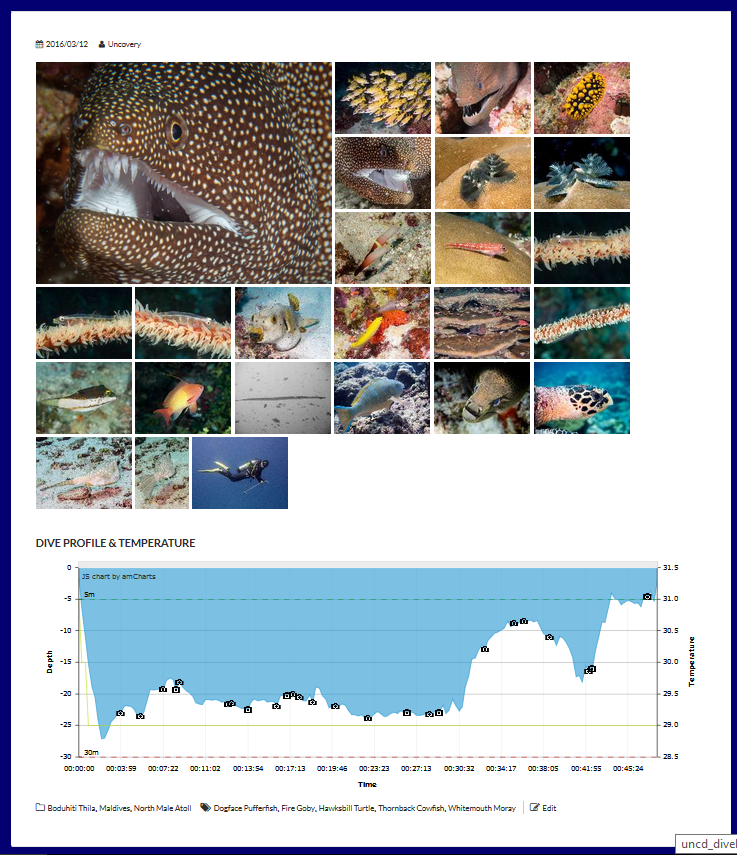 2016/03/12 Uncovery
DIVE PROFILE & TEMPERATURE
JS chart by amCharts
0
-5
-10
-15
-20
-25
-30
5m
30m
Depth
31.5
31.0
30.5
30.0
29.5
29.0
28.5
Temperature
00:00:00 00:03:59 00:07:22 00:11:02 00:13:54 00:17:13 00:19:46 00:23:23 00:27:13 00:30:32 00:34:17 00:38:05 00:41:55 00:45:24
Time
Boduhiti Thila, Maldives, North Male Atoll Dogface Pufferfish, Fire Goby, Hawksbill Turtle, Thornback Cowfish, Whitemouth Moray Edit
uncd_divel